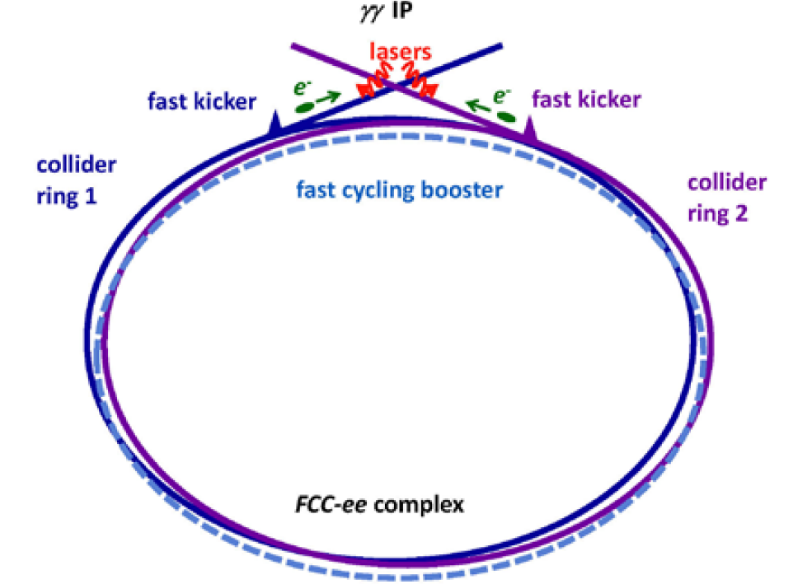 γγ IP
lasers
e-
e-
fast kicker
fast kicker
collider
ring 1
fast cycling booster
collider
ring 2
FCC-ee complex